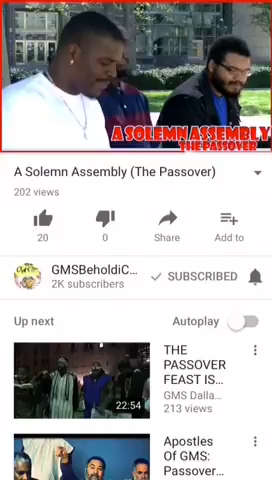 A SOLEMN ASSEMBLY
THE PASSOVER
A Solemn Assembly (The Passover)
202 views
20
0
Share
Add to
GMSBeholdiC...
SUBSCRIBED
2K subscribers
Up next
Autoplay
THE
PASSOVER
FEAST IS...
GMS Dalla...
213 views
22:54
Apostles
Of GMS:
Passover...